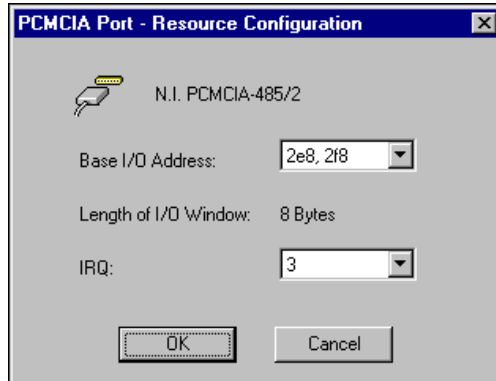 PCMCIA Port - Resource Configuration
N.I. PCMCIA-485/2
Base I/O Address: 2e8, 2f8
Length of I/O Window: 8 Bytes
IRQ: 3
OK Cancel